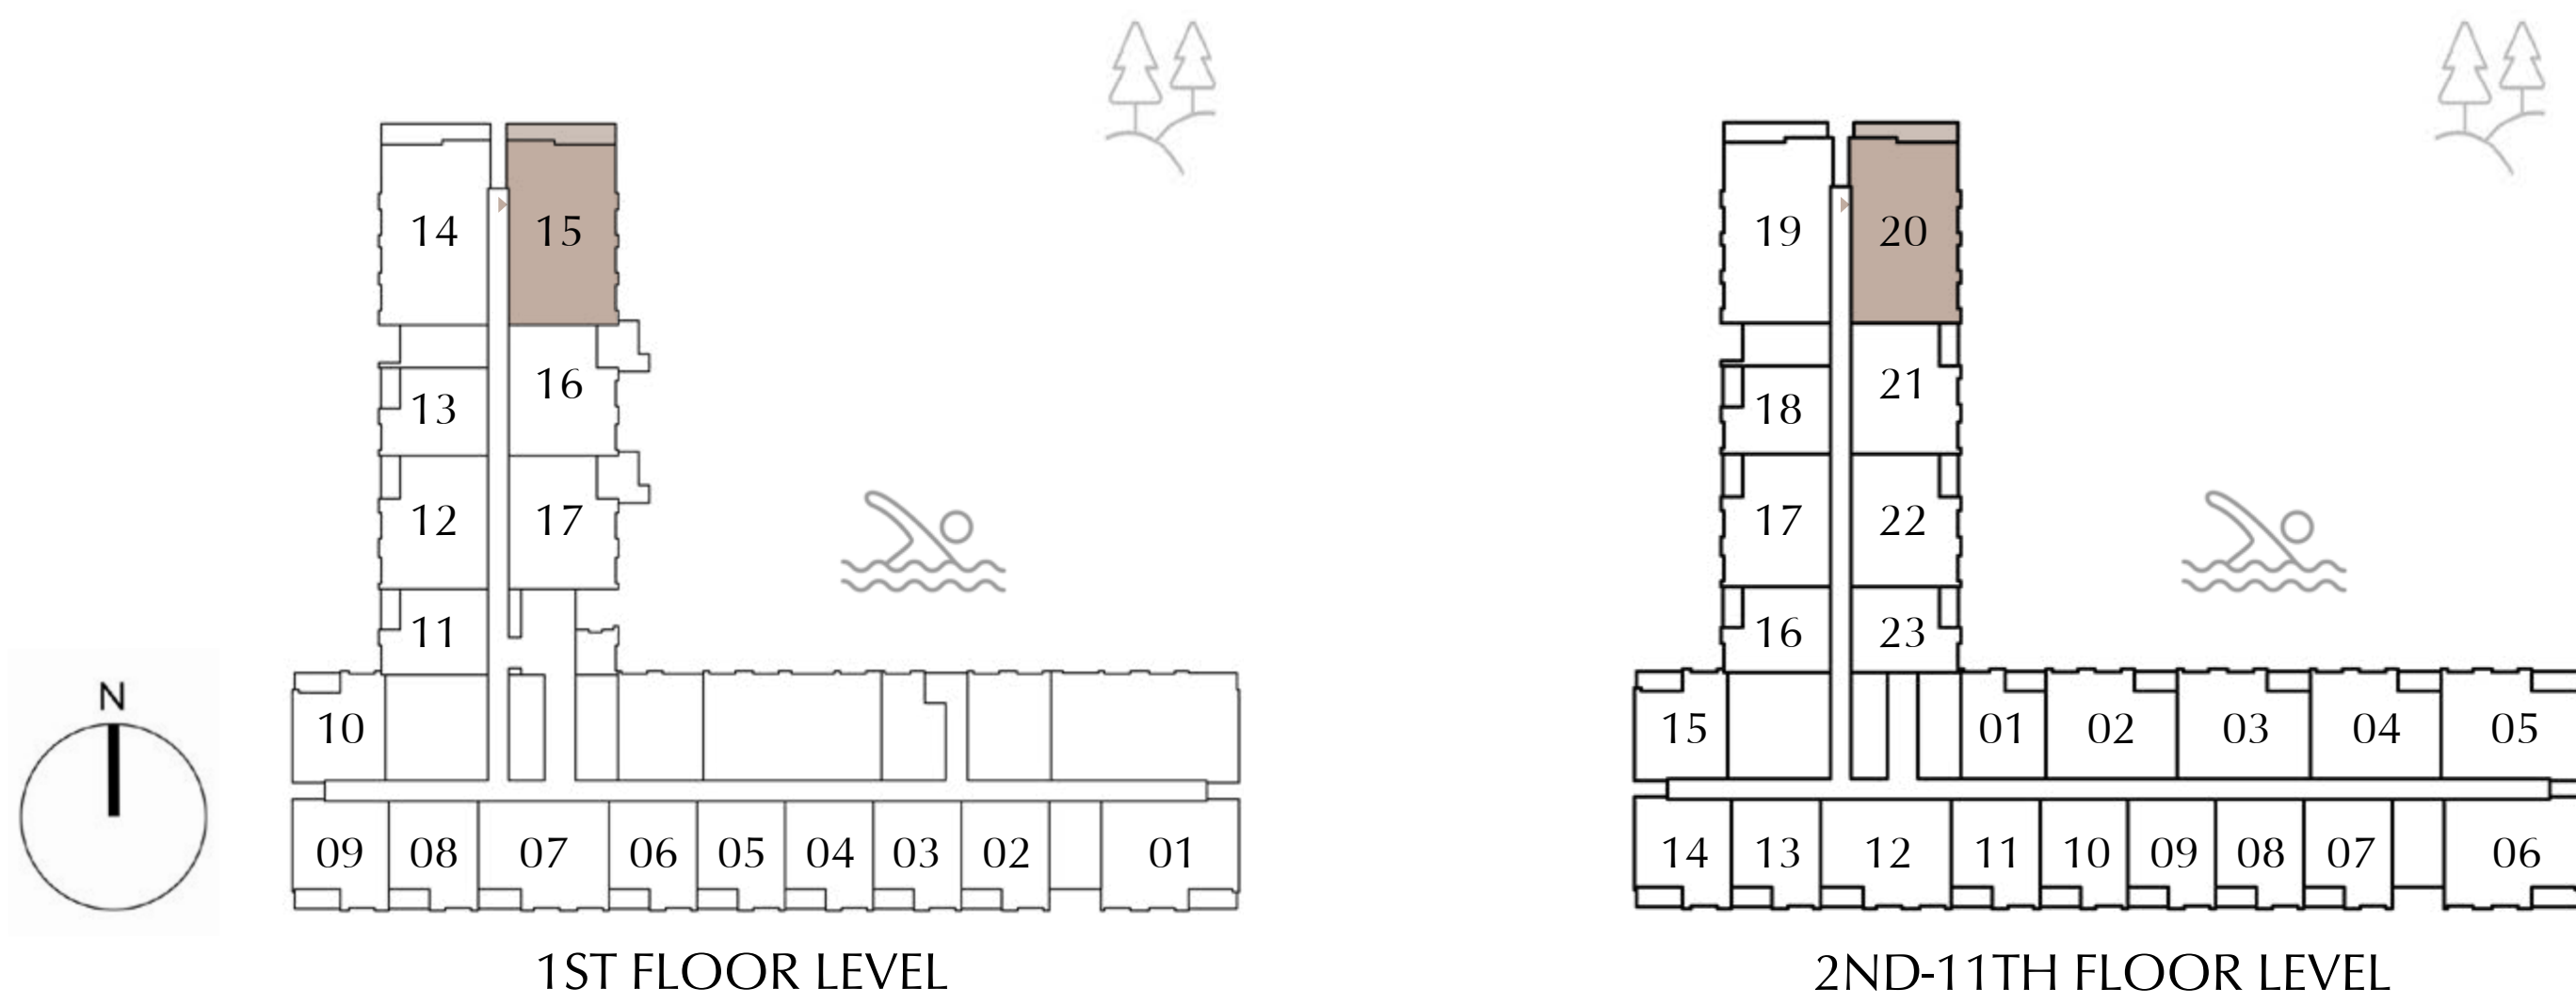 14 15
13 16
12 17
11
10
09 08 07 06 05 04 03 02 01
N
1ST FLOOR LEVEL
19 20
18 21
17 22
16 23
15 01 02 03 04 05
14 13 12 11 10 09 08 07 06
2ND-11TH FLOOR LEVEL